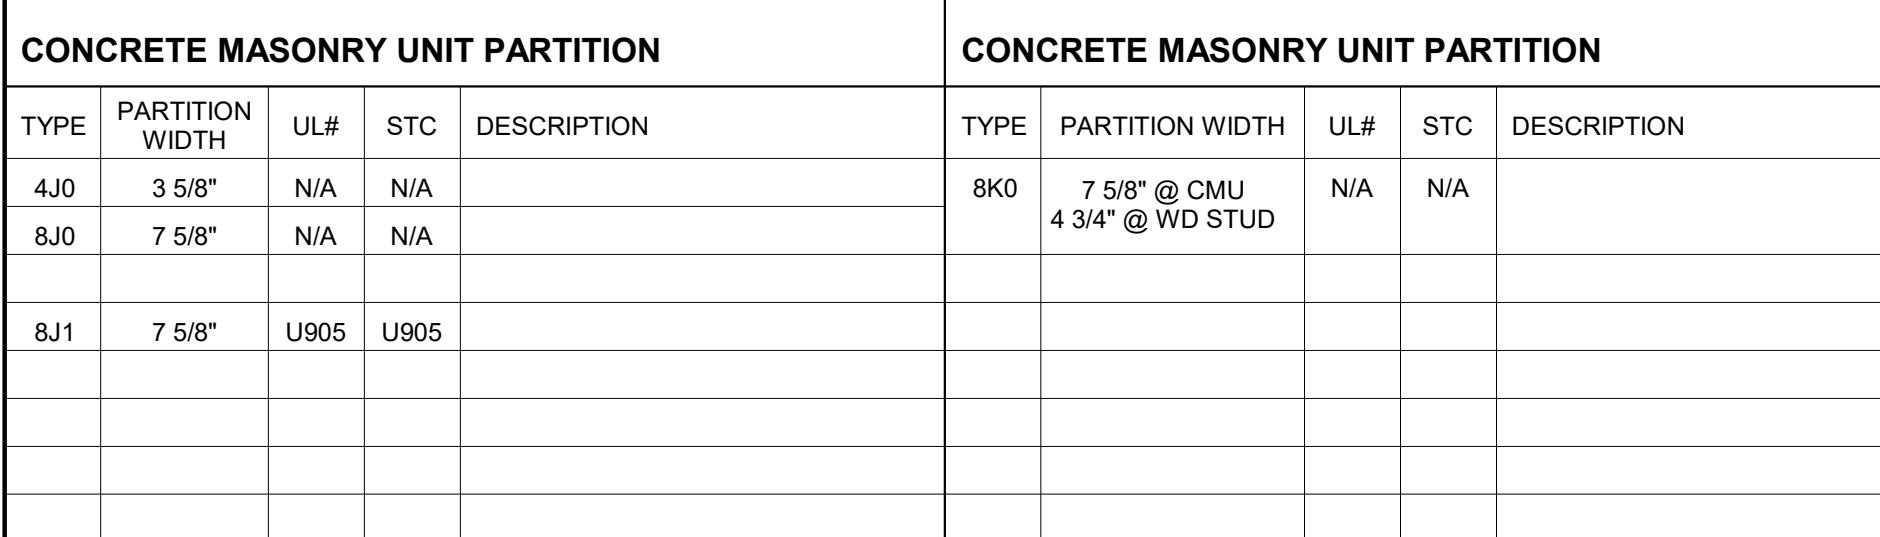 CONCRETE MASONRY UNIT PARTITION
TYPE PARTITION WIDTH UL# STC DESCRIPTION
4J0 3 5/8" N/A N/A
8J0 7 5/8" N/A N/A
8J1 7 5/8" U905 U905
CONCRETE MASONRY UNIT PARTITION
TYPE PARTITION WIDTH UL# STC DESCRIPTION
8K0 7 5/8" @ CMU N/A N/A
4 3/4" @ WD STUD